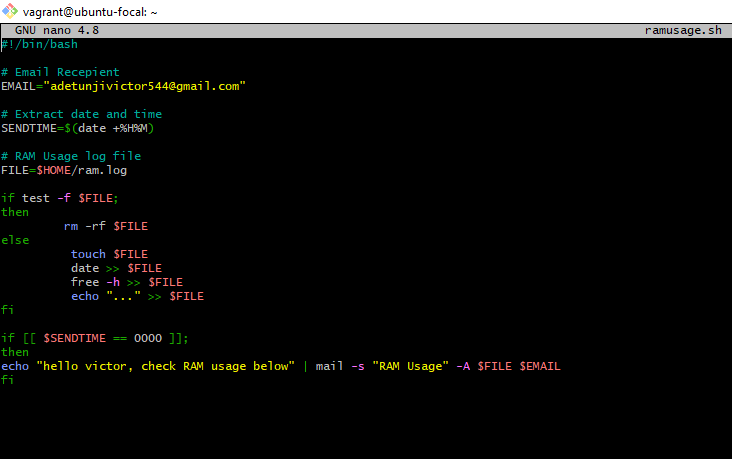 vagrant@ubuntu-focal: ~
GNU nano 4.8 ramusage.sh
#!/bin/bash
# Email Recepient
EMAIL="adetunjivictor544@gmail.com"
# Extract date and time
SENDTIME=$(date +%H%M)
# RAM Usage log file
FILE=$HOME/ram.log
if test -f $FILE;
then
rm -rf $FILE
else
touch $FILE
date >> $FILE
free -h >> $FILE
echo "..." >> $FILE
fi
if [[ $SENDTIME == 0000 ]];
then
echo "hello victor, check RAM usage below" | mail -s "RAM Usage" -A $FILE $EMAIL
fi